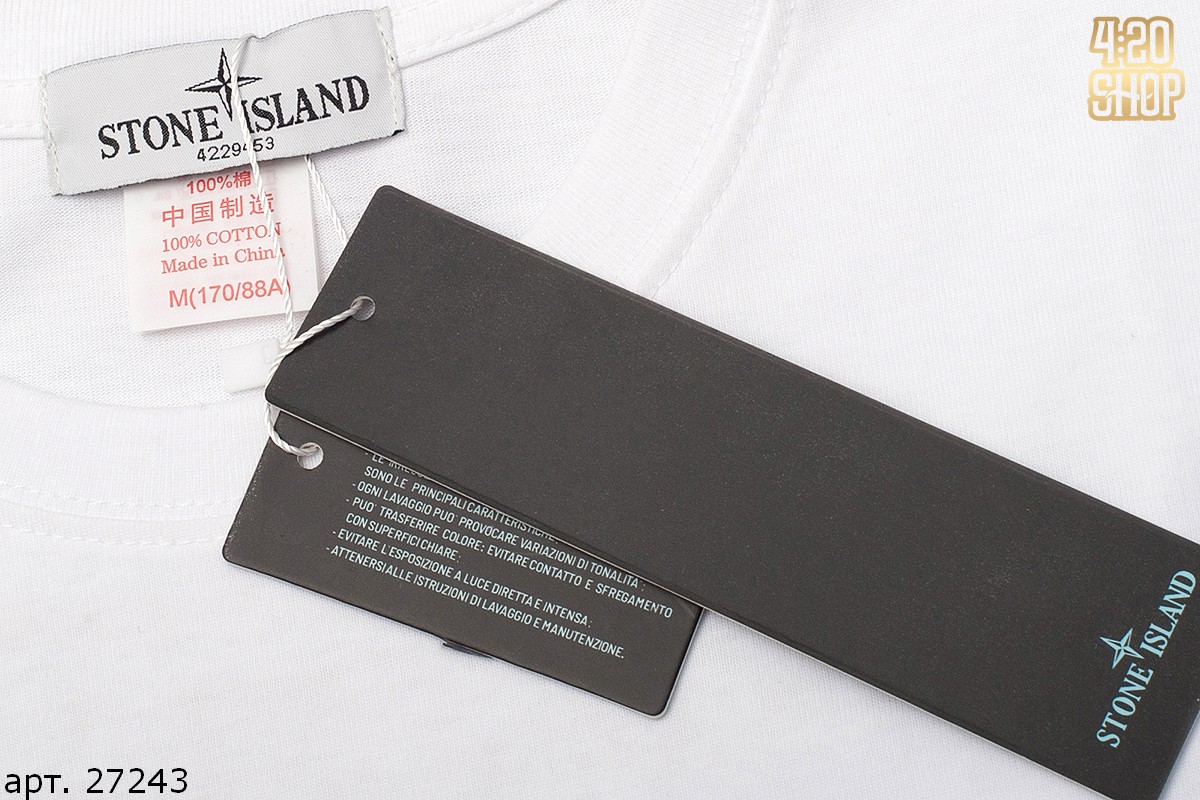 4:20
SHOP
STONE ISLAND
4229453
100%棉
中国制造
100% COTTON
Made in China
M(170/88A)
- LE
SONO LE PRINCIPALI CARATTERISTICHE
- OGNI LAVAGGIO PUO' PROVOCARE VARIAZIONI DI TONALITA';
- PUO' TRASFERIRE COLORE: EVITARE CONTATTO E SFREGAMENTO
CON SUPERFICI CHIARE;
- EVITARE L'ESPOSIZIONE A LUCE DIRETTA E INTENSA;
- ATTENERSI ALLE ISTRUZIONI DI LAVAGGIO E MANUTENZIONE.
STONE ISLAND
арт. 27243